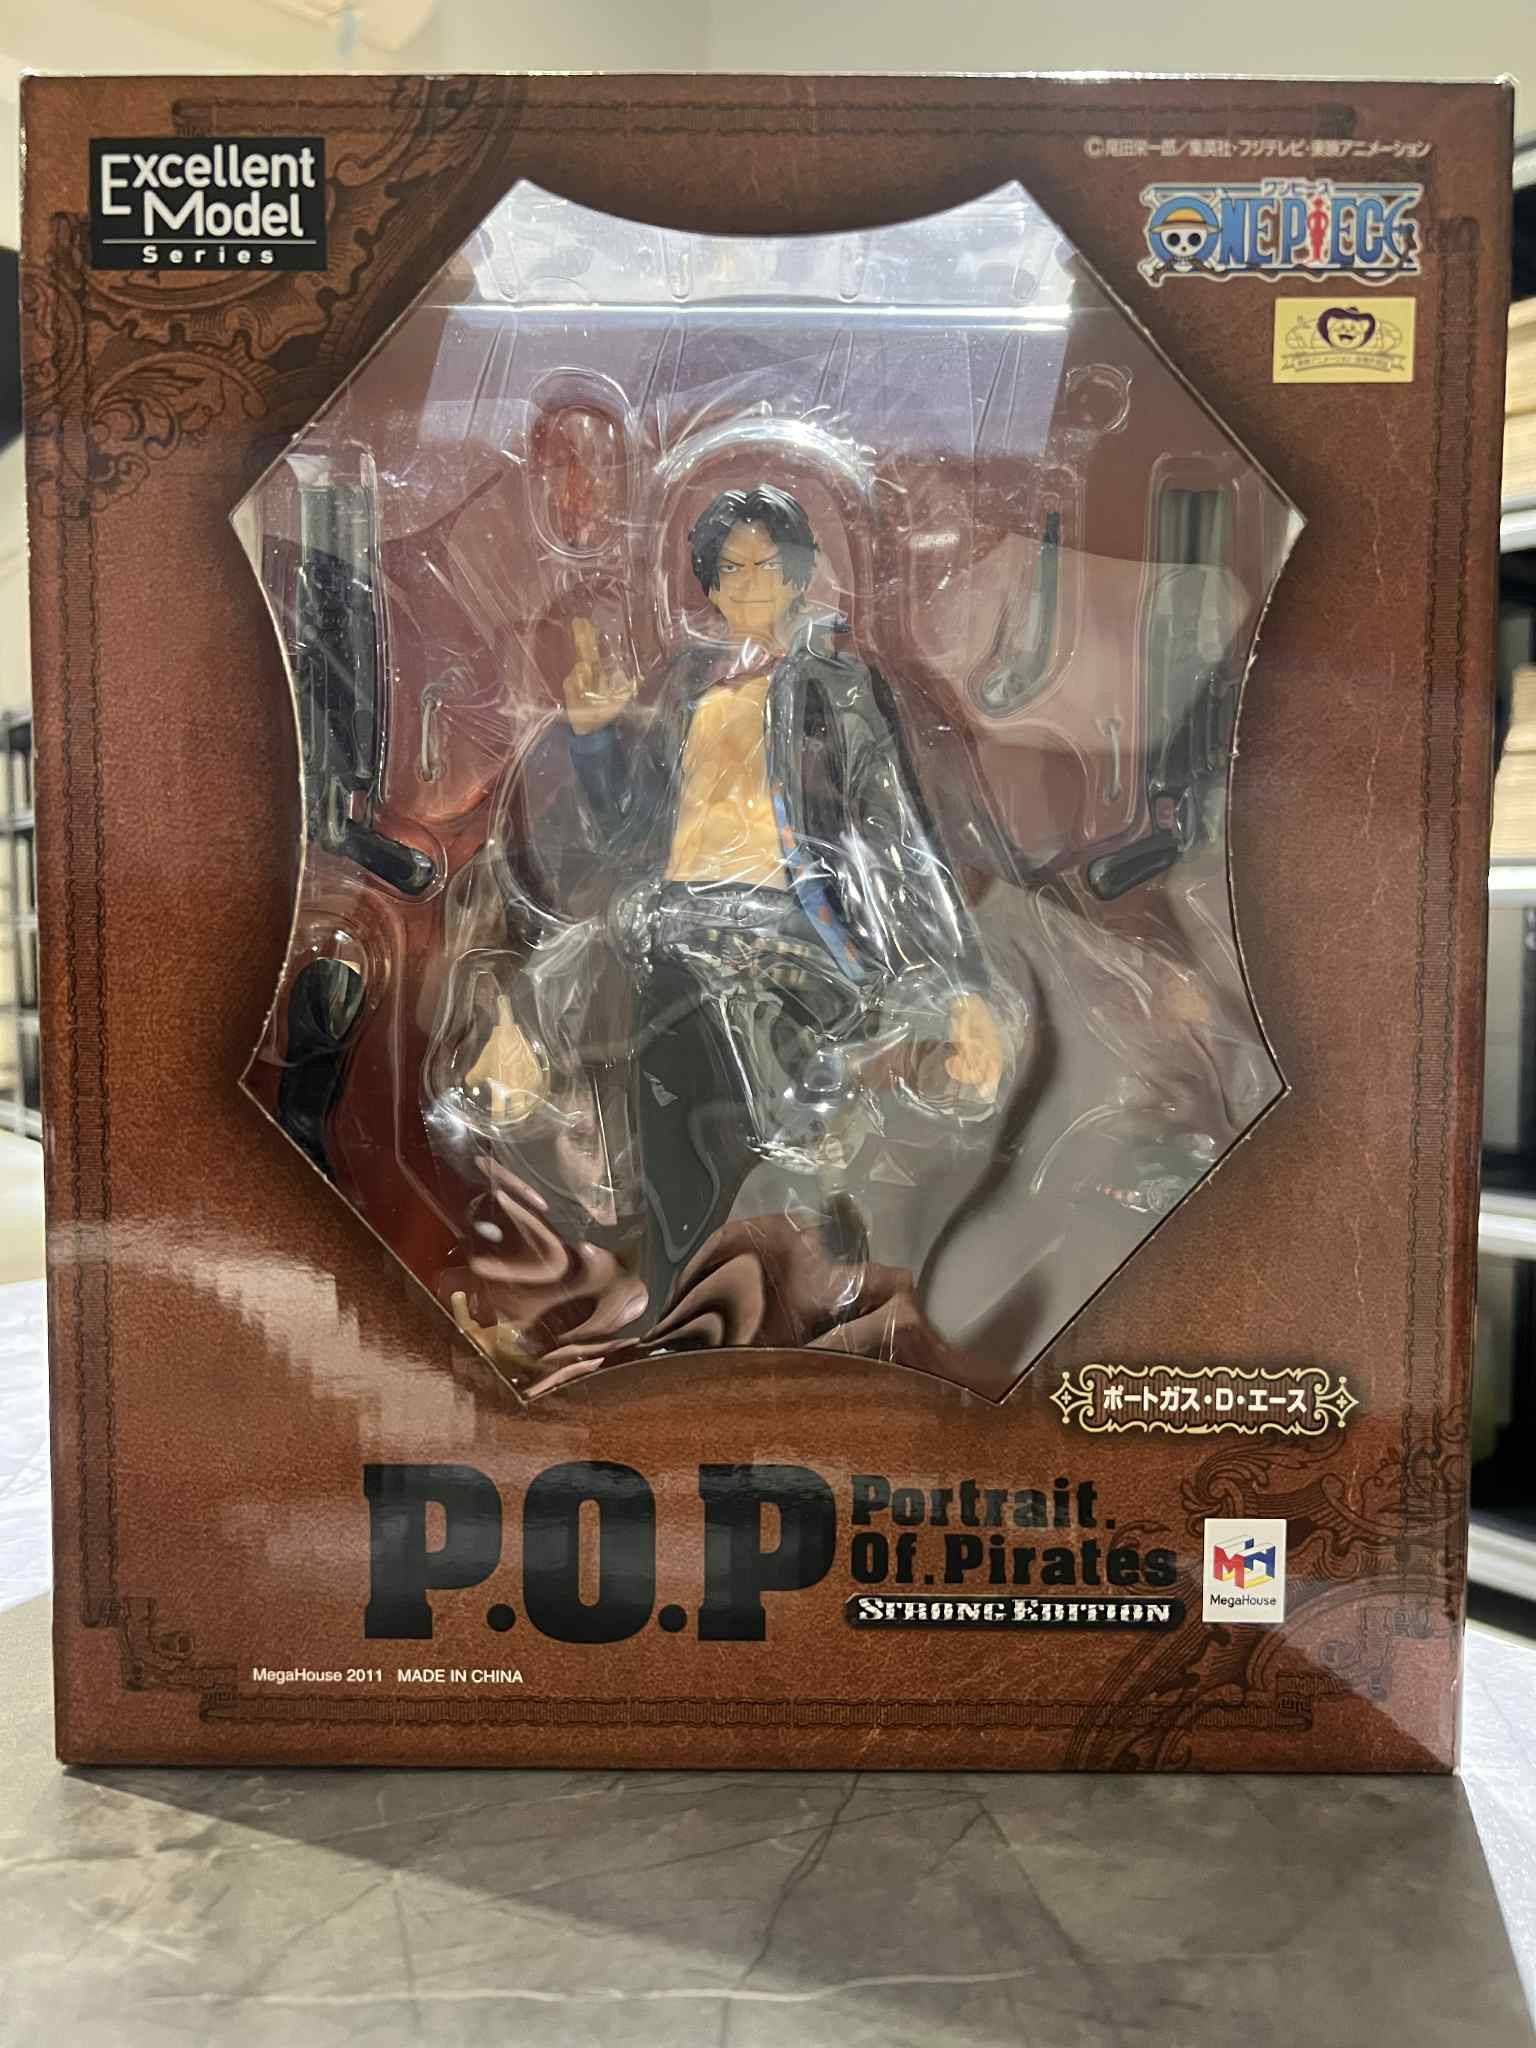 Excellent
Model
Series
©尾田栄一郎／集英社・フジテレビ・東映アニメーション
ワンピース
ONE PIECE
ポートガス・D・エース
P.O.P
Portrait.
Of.Pirates
STRONG EDITION
MegaHouse
MegaHouse 2011 MADE IN CHINA